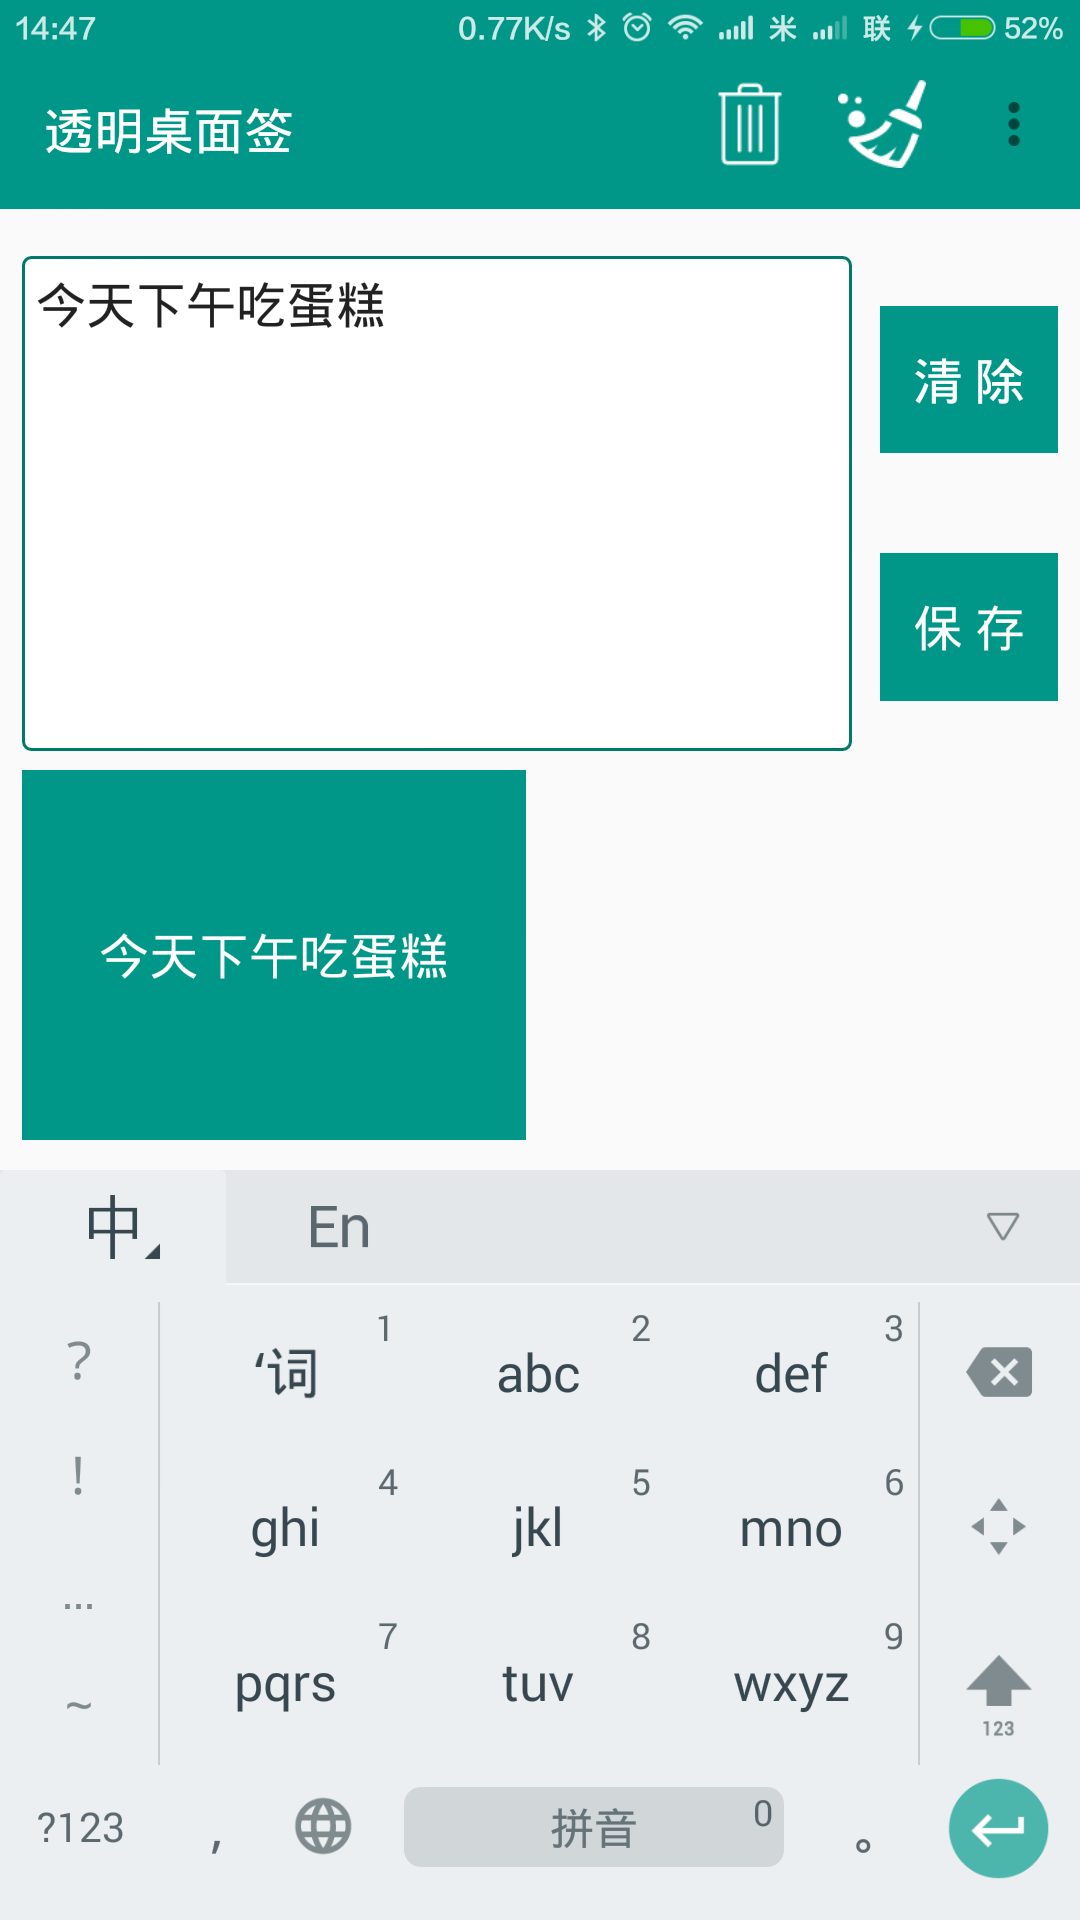 14:47 0.77K/s 米 联 52%
透明桌面签
今天下午吃蛋糕
清 除
保 存
今天下午吃蛋糕
中 En
? ‘词 1 abc 2 def 3
! ghi 4 jkl 5 mno 6
... pqrs 7 tuv 8 wxyz 9
~ 123
?123 , 拼音 0 。